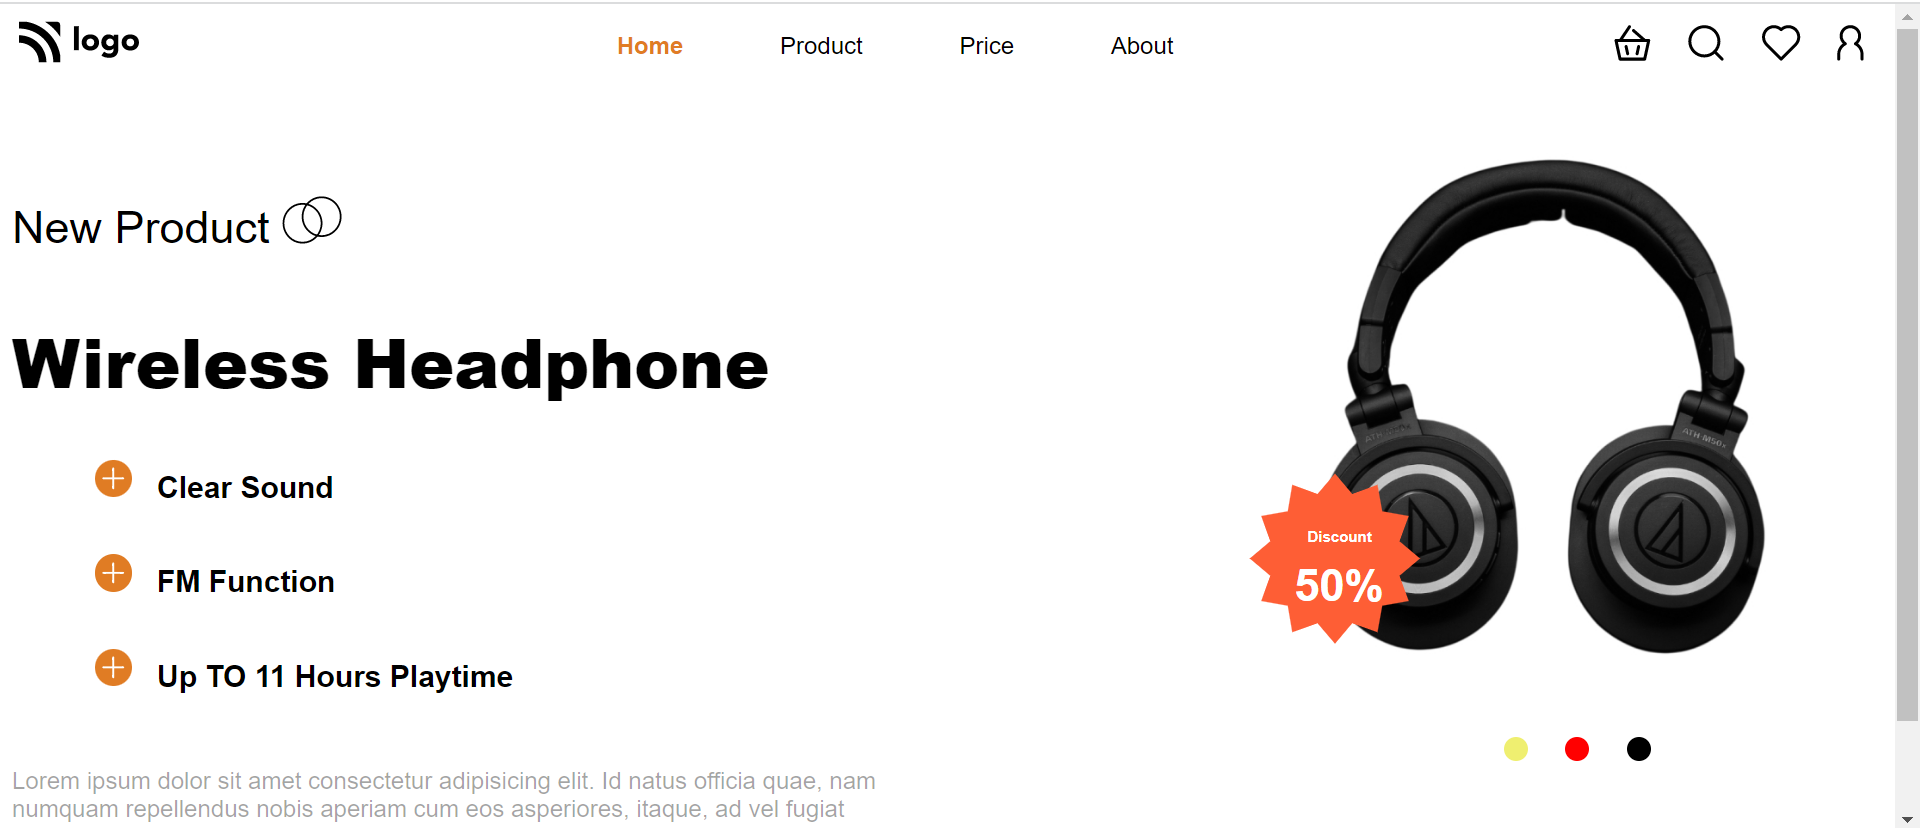 logo
Home Product Price About
New Product
Wireless Headphone
Clear Sound
FM Function
Up TO 11 Hours Playtime
Lorem ipsum dolor sit amet consectetur adipisicing elit. Id natus officia quae, nam
numquam repellendus nobis aperiam cum eos asperiores, itaque, ad vel fugiat
ATH M50x
Discount
50%